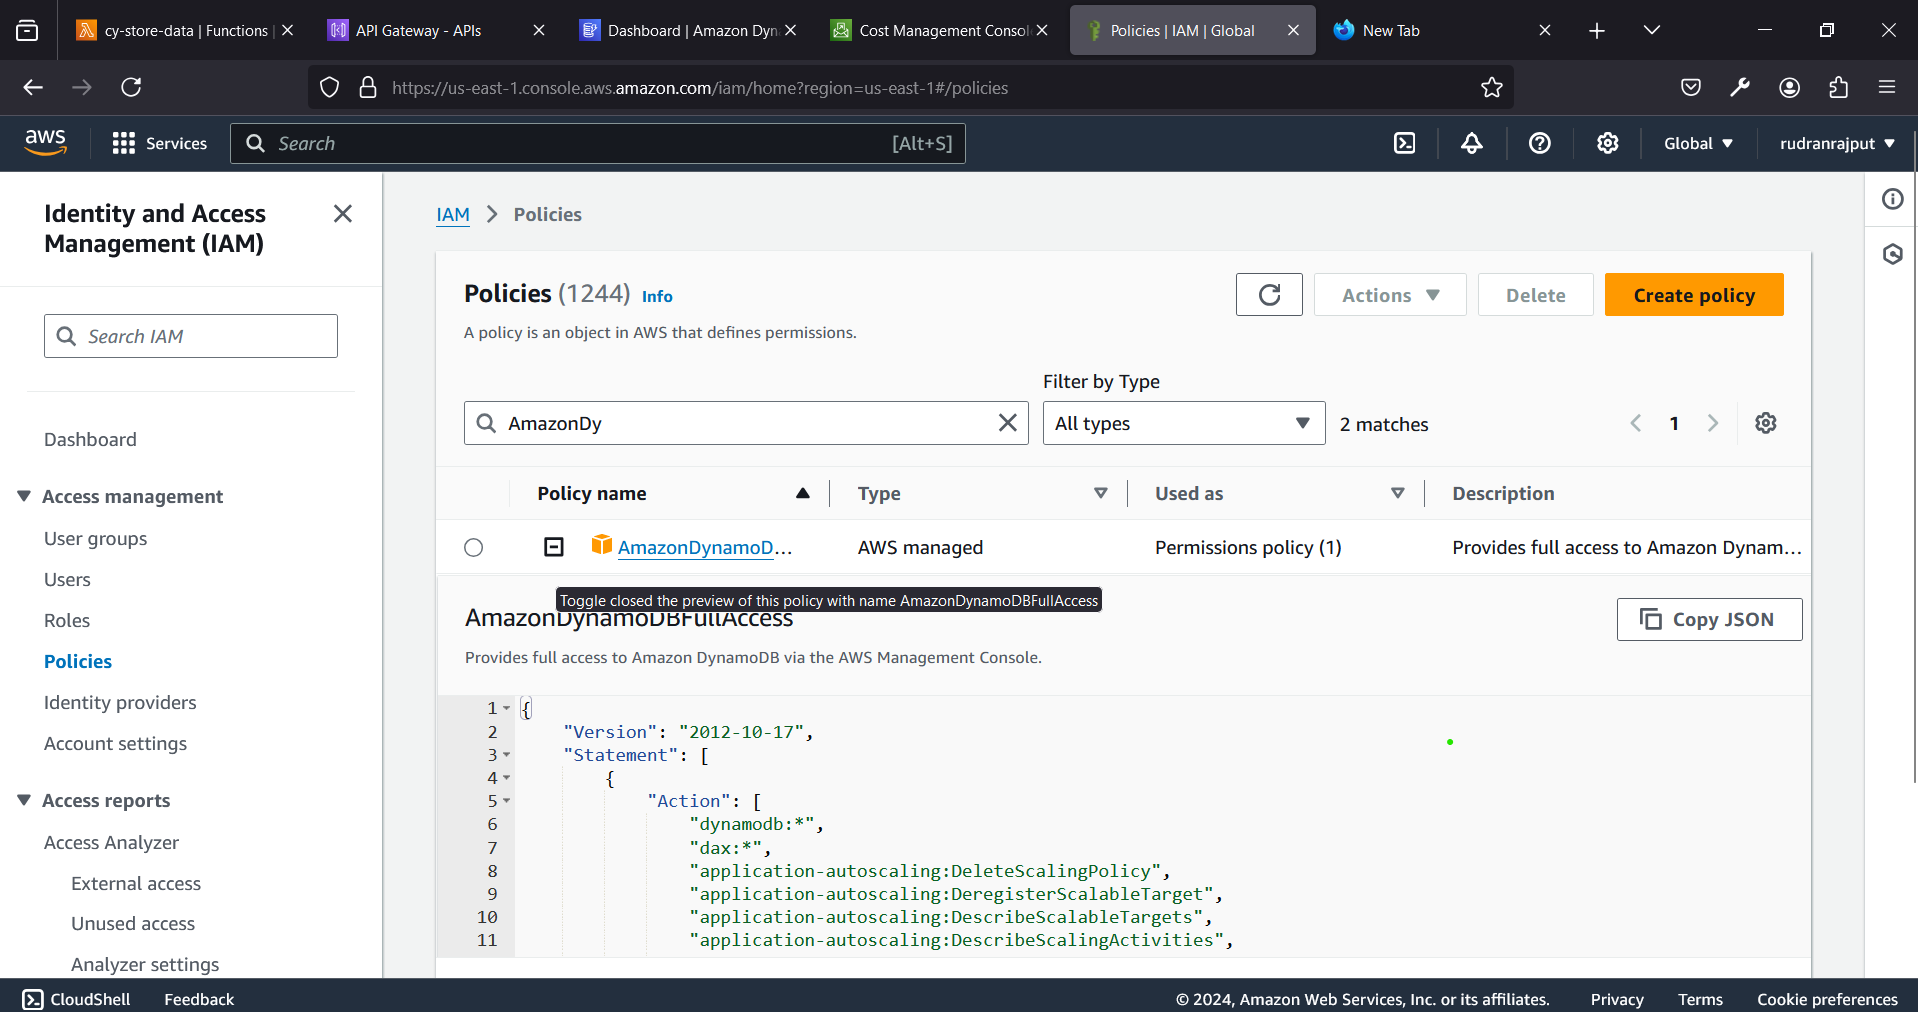 cy-store-data | Functions |
API Gateway - APIs
Dashboard | Amazon Dyn
Cost Management Consol
Policies | IAM | Global
New Tab
https://us-east-1.console.aws.amazon.com/iam/home?region=us-east-1#/policies
aws
Services
Search
[Alt+S]
Global
rudranrajput
Identity and Access
Management (IAM)
Search IAM
Dashboard
Access management
User groups
Users
Roles
Policies
Identity providers
Account settings
Access reports
Access Analyzer
External access
Unused access
Analyzer settings
IAM > Policies
Policies (1244) Info
A policy is an object in AWS that defines permissions.
Actions
Delete
Create policy
Filter by Type
AmazonDy
All types
2 matches
1
Policy name
Type
Used as
Description
AmazonDynamoD...
AWS managed
Permissions policy (1)
Provides full access to Amazon Dynam...
Toggle closed the preview of this policy with name AmazonDynamoDBFullAccess
AmazonDynamoDBFullAccess
Copy JSON
Provides full access to Amazon DynamoDB via the AWS Management Console.
1 {
2 "Version": "2012-10-17",
3 "Statement": [
4 {
5 "Action": [
6 "dynamodb:*",
7 "dax:*",
8 "application-autoscaling:DeleteScalingPolicy",
9 "application-autoscaling:DeregisterScalableTarget",
10 "application-autoscaling:DescribeScalableTargets",
11 "application-autoscaling:DescribeScalingActivities",
CloudShell
Feedback
© 2024, Amazon Web Services, Inc. or its affiliates.
Privacy
Terms
Cookie preferences